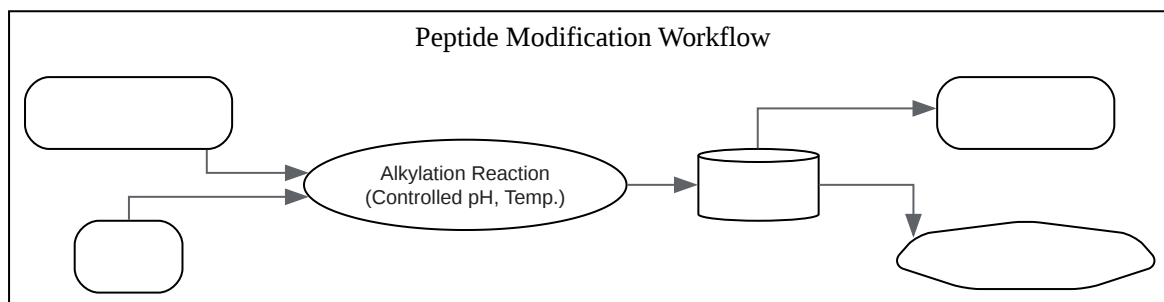 Peptide Modification Workflow
Alkylation Reaction
(Controlled pH, Temp.)